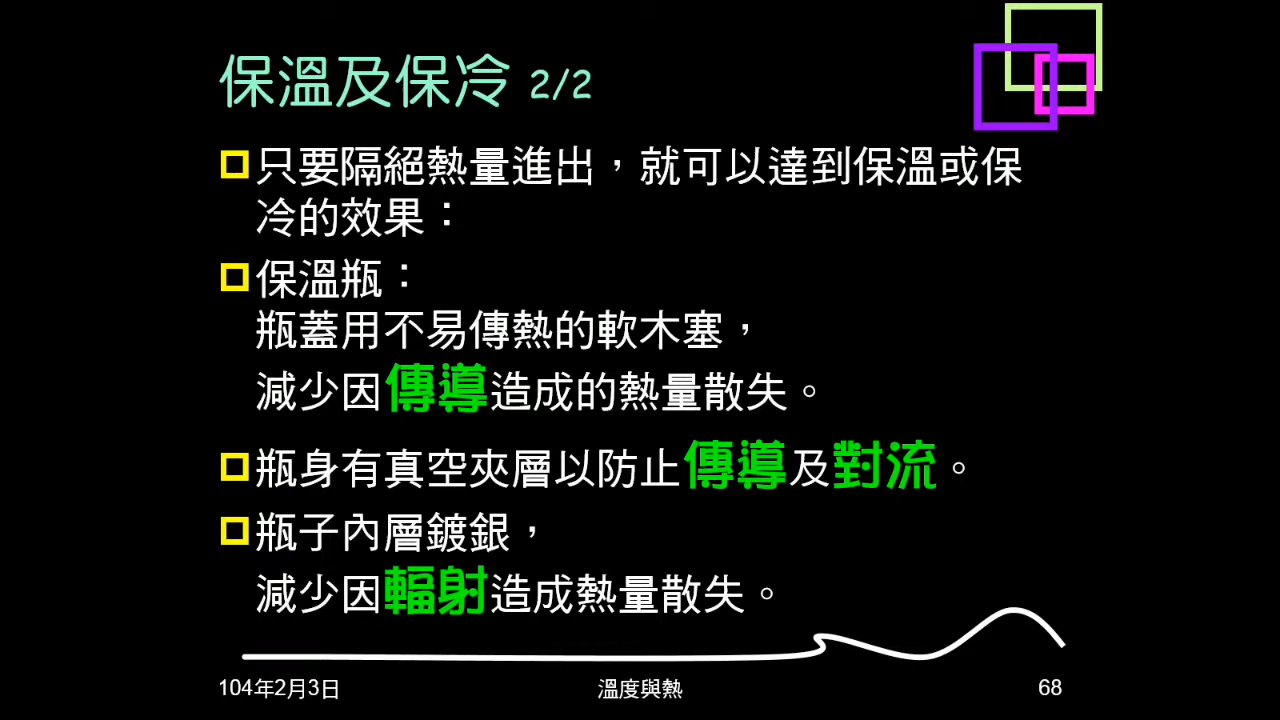 保溫及保冷 2/2
只要隔絕熱量進出，就可以達到保溫或保
冷的效果：
保溫瓶：
瓶蓋用不易傳熱的軟木塞，
減少因傳導造成的熱量散失。
瓶身有真空夾層以防止傳導及對流。
瓶子內層鍍銀，
減少因輻射造成熱量散失。
104年2月3日
溫度與熱
68